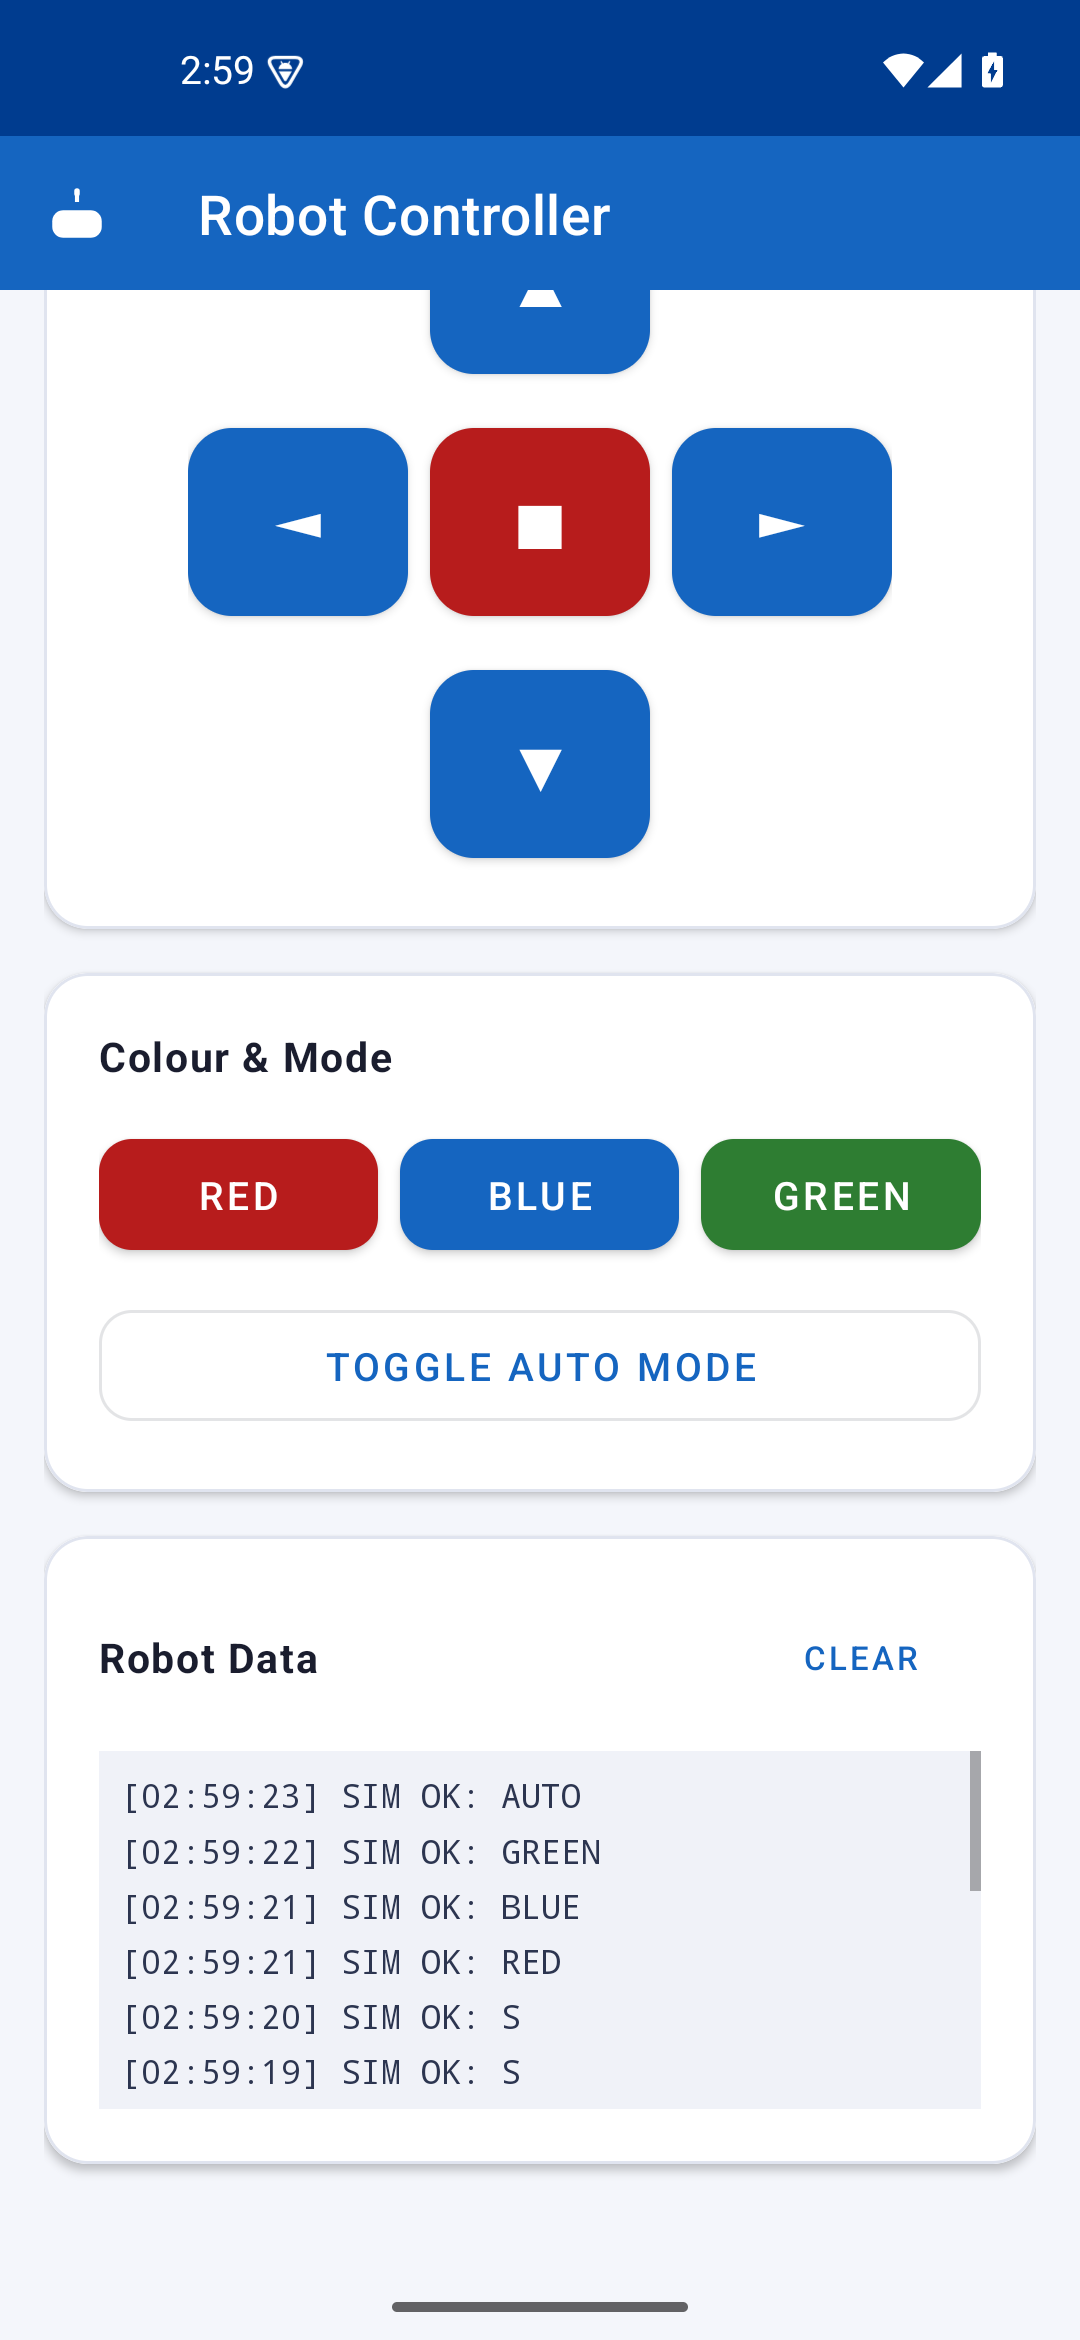 2:59
Robot Controller
▲
◄ ■ ►
▼
Colour & Mode
RED BLUE GREEN
TOGGLE AUTO MODE
Robot Data CLEAR
[02:59:23] SIM OK: AUTO
[02:59:22] SIM OK: GREEN
[02:59:21] SIM OK: BLUE
[02:59:21] SIM OK: RED
[02:59:20] SIM OK: S
[02:59:19] SIM OK: S